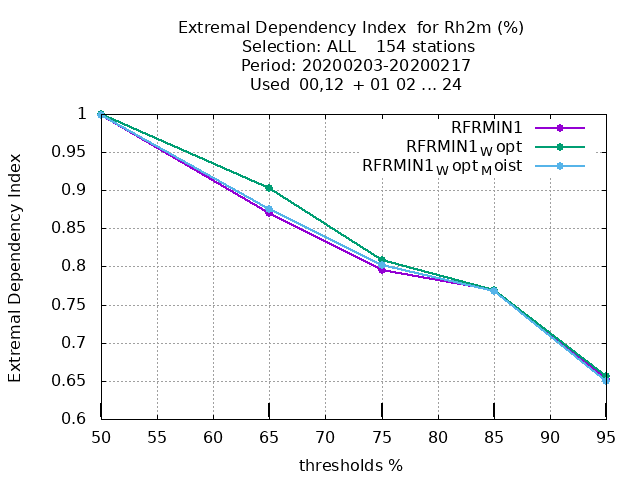 Extremal Dependency Index  for Rh2m (%)
Selection: ALL    154 stations
Period: 20200203-20200217
Used  00,12  + 01 02 ... 24
RFRMIN1
RFRMIN1Wopt
RFRMIN1WoptMoist
Extremal Dependency Index
1
0.95
0.9
0.85
0.8
0.75
0.7
0.65
0.6
50 55 60 65 70 75 80 85 90 95
thresholds %